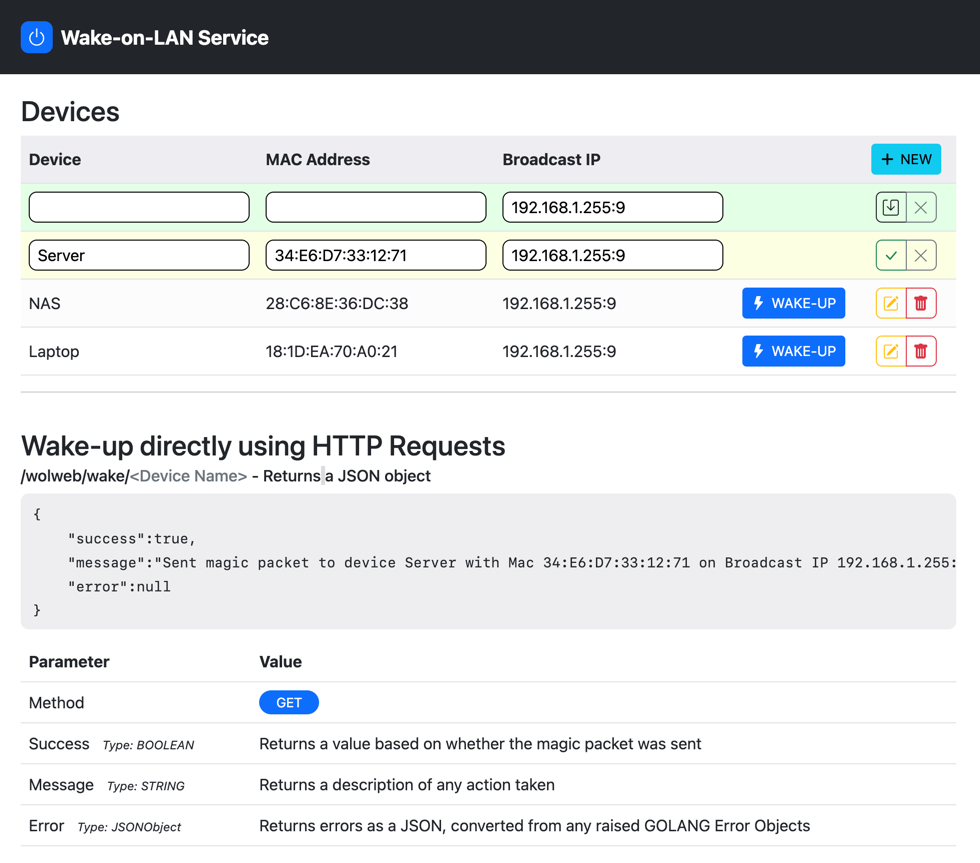 Wake-on-LAN Service
Devices
Device MAC Address Broadcast IP + NEW
192.168.1.255:9
Server 34:E6:D7:33:12:71 192.168.1.255:9
NAS 28:C6:8E:36:DC:38 192.168.1.255:9 WAKE-UP
Laptop 18:1D:EA:70:A0:21 192.168.1.255:9 WAKE-UP
Wake-up directly using HTTP Requests
/wolweb/wake/<Device Name> - Returns a JSON object
{
"success":true,
"message":"Sent magic packet to device Server with Mac 34:E6:D7:33:12:71 on Broadcast IP 192.168.1.255:
"error":null
}
Parameter Value
Method GET
Success Type: BOOLEAN Returns a value based on whether the magic packet was sent
Message Type: STRING Returns a description of any action taken
Error Type: JSONObject Returns errors as a JSON, converted from any raised GOLANG Error Objects